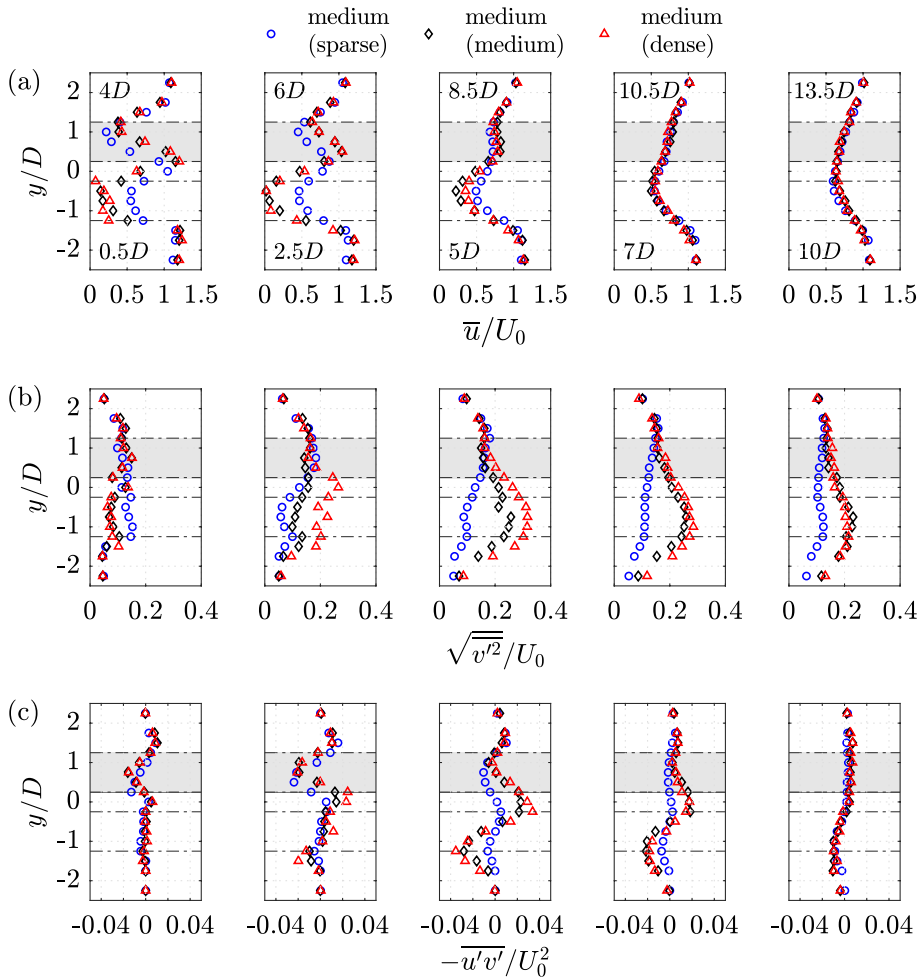 medium medium medium
(sparse) (medium) (dense)
(a)
y/D
2
1
0
-1
-2
4D 6D 8.5D 10.5D 13.5D
0.5D 2.5D 5D 7D 10D
0 0.5 1 1.5 0 0.5 1 1.5 0 0.5 1 1.5 0 0.5 1 1.5 0 0.5 1 1.5
u̅/U₀
(b)
y/D
2
1
0
-1
-2
0 0.2 0.4 0 0.2 0.4 0 0.2 0.4 0 0.2 0.4 0 0.2 0.4
√v′²̅/U₀
(c)
y/D
2
1
0
-1
-2
-0.04 0 0.04 -0.04 0 0.04 -0.04 0 0.04 -0.04 0 0.04 -0.04 0 0.04
−u′v′̅/U₀²